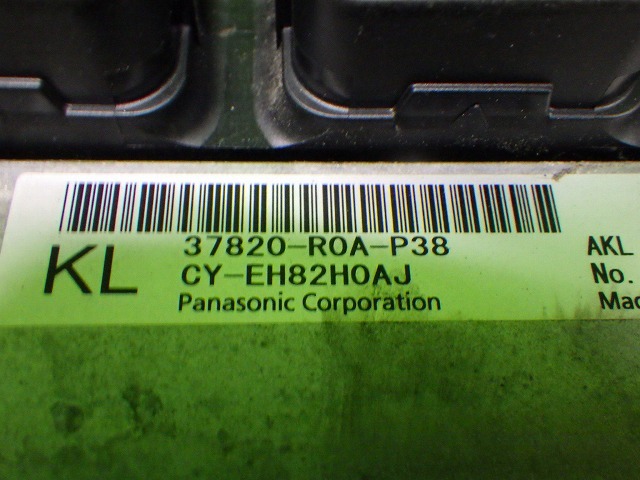 KL
37820-R0A-P38
CY-EH82H0AJ
Panasonic Corporation
AKL
No.